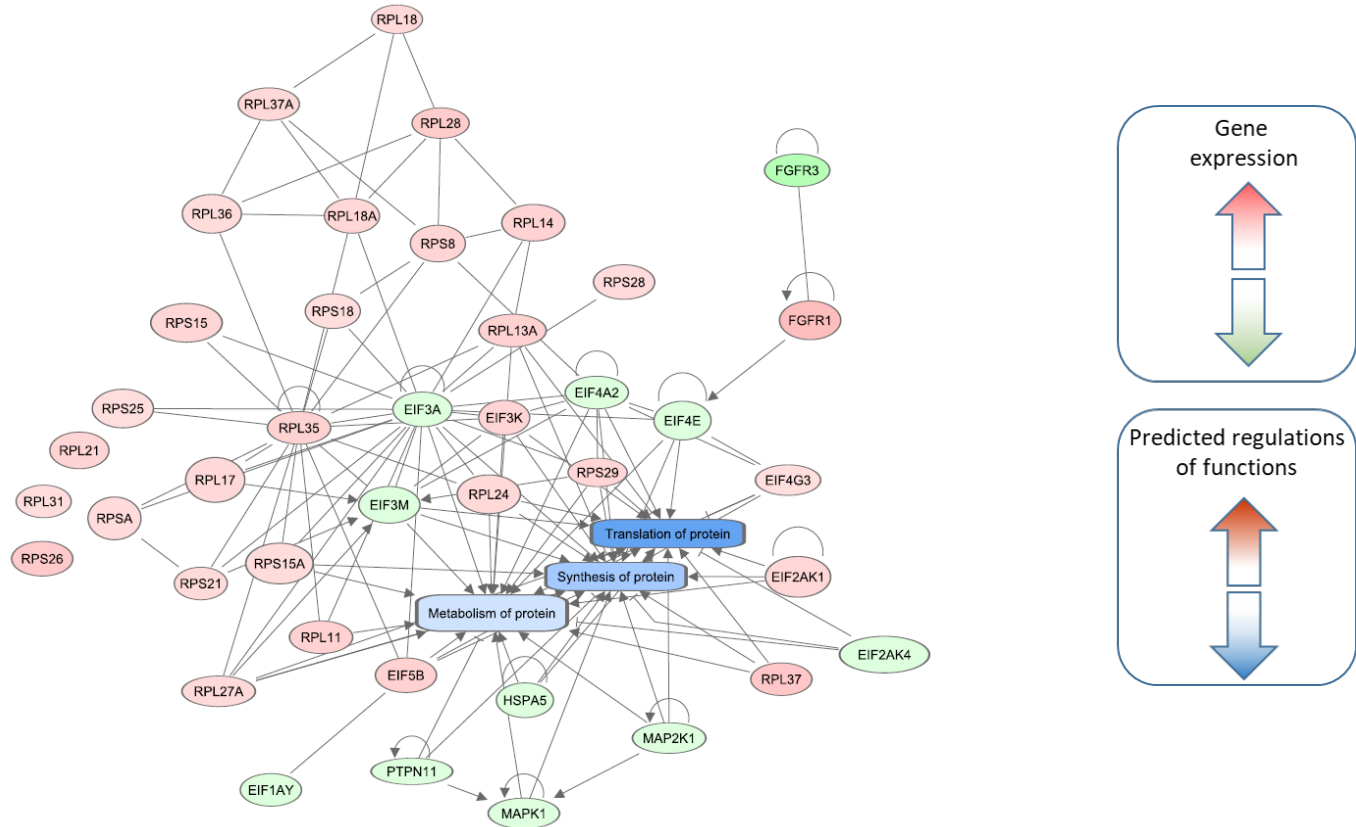 RPL18
RPL37A
RPL28
FGFR3
RPL36
RPL18A
RPL14
RPS8
RPS28
RPS18
RPS15
RPL13A
FGFR1
EIF4A2
RPS25
EIF3A
EIF3K
EIF4E
RPL35
RPL21
RPL17
RPS29
EIF4G3
RPL24
RPL31
EIF3M
RPSA
Translation of protein
RPS26
RPS15A
RPS21
Synthesis of protein
EIF2AK1
Metabolism of protein
RPL11
EIF2AK4
EIF5B
RPL37
RPL27A
HSPA5
MAP2K1
PTPN11
EIF1AY
MAPK1
Gene
expression
Predicted regulations
of functions